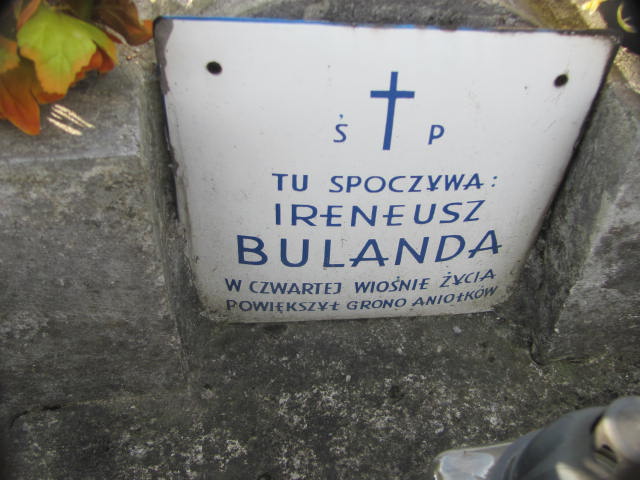 Ś P
TU SPOCZYWA:
IRENEUSZ
BULANDA
W CZWARTEJ WIOŚNIE ŻYCIA
POWIĘKSZYŁ GRONO ANIOŁKÓW